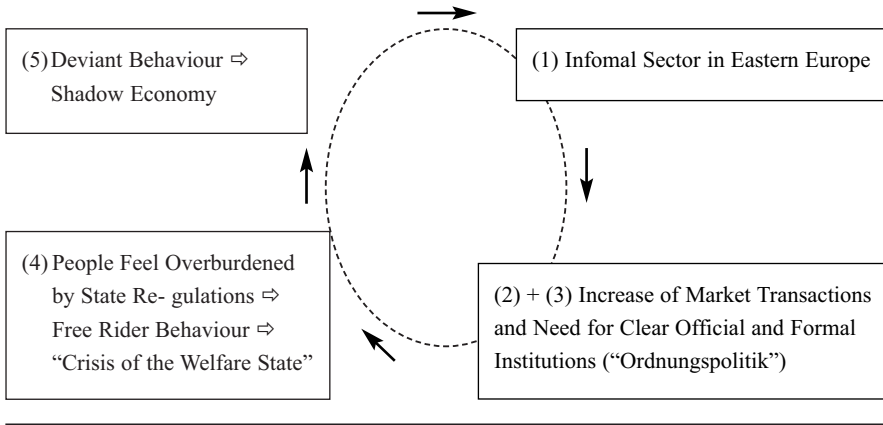 (5) Deviant Behaviour ⇨
Shadow Economy
(1) Infomal Sector in Eastern Europe
(4) People Feel Overburdened
by State Re- gulations ⇨
Free Rider Behaviour ⇨
“Crisis of the Welfare State”
(2) + (3) Increase of Market Transactions
and Need for Clear Official and Formal
Institutions (“Ordnungspolitik”)